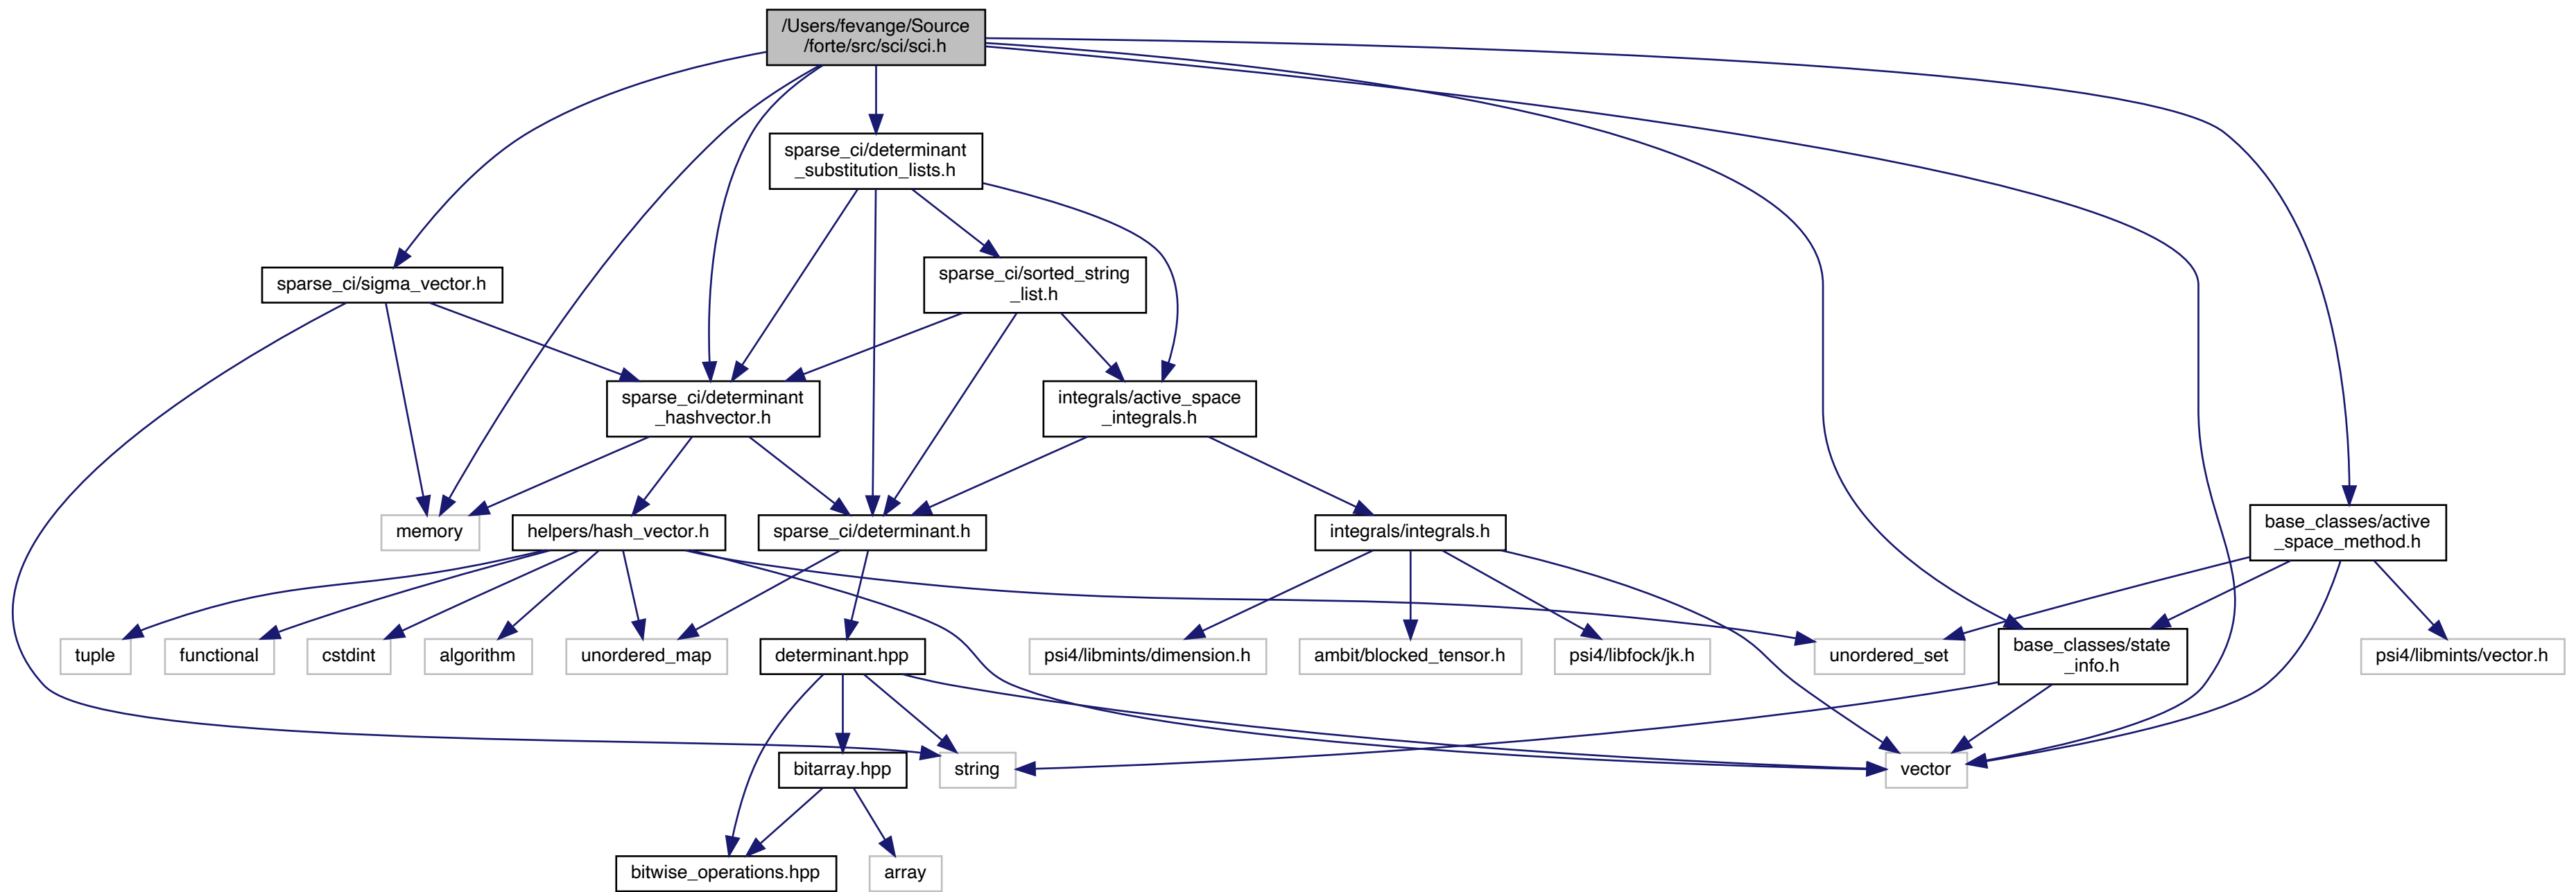 /Users/fevange/Source
/forte/src/sci/sci.h
sparse_ci/determinant
_substitution_lists.h
sparse_ci/sigma_vector.h
sparse_ci/sorted_string
_list.h
sparse_ci/determinant
_hashvector.h
integrals/active_space
_integrals.h
memory
helpers/hash_vector.h
sparse_ci/determinant.h
integrals/integrals.h
base_classes/active
_space_method.h
tuple
functional
cstdint
algorithm
unordered_map
determinant.hpp
psi4/libmints/dimension.h
ambit/blocked_tensor.h
psi4/libfock/jk.h
unordered_set
base_classes/state
_info.h
psi4/libmints/vector.h
bitarray.hpp
string
vector
bitwise_operations.hpp
array